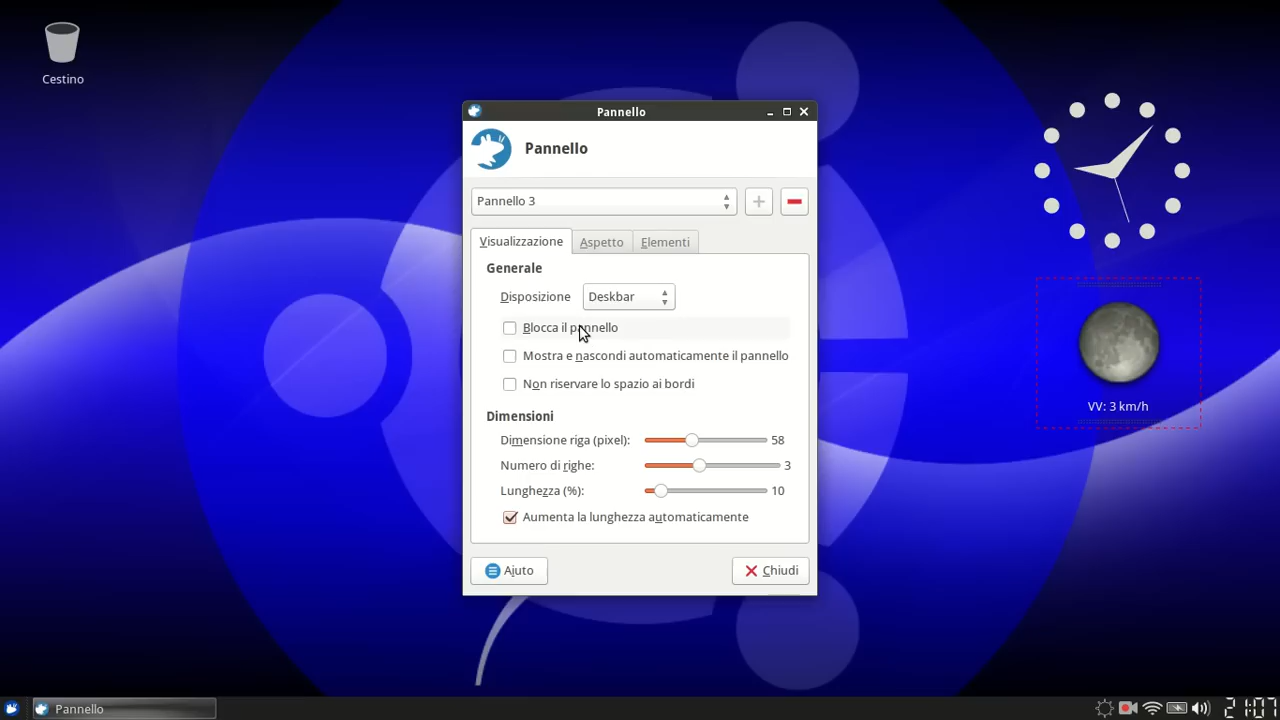 Cestino
Pannello
Pannello
Pannello 3
Visualizzazione Aspetto Elementi
Generale
Disposizione Deskbar
Blocca il pannello
Mostra e nascondi automaticamente il pannello
Non riservare lo spazio ai bordi
Dimensioni
Dimensione riga (pixel): 58
Numero di righe: 3
Lunghezza (%): 10
Aumenta la lunghezza automaticamente
Aiuto Chiudi
VV: 3 km/h
Pannello 21:07